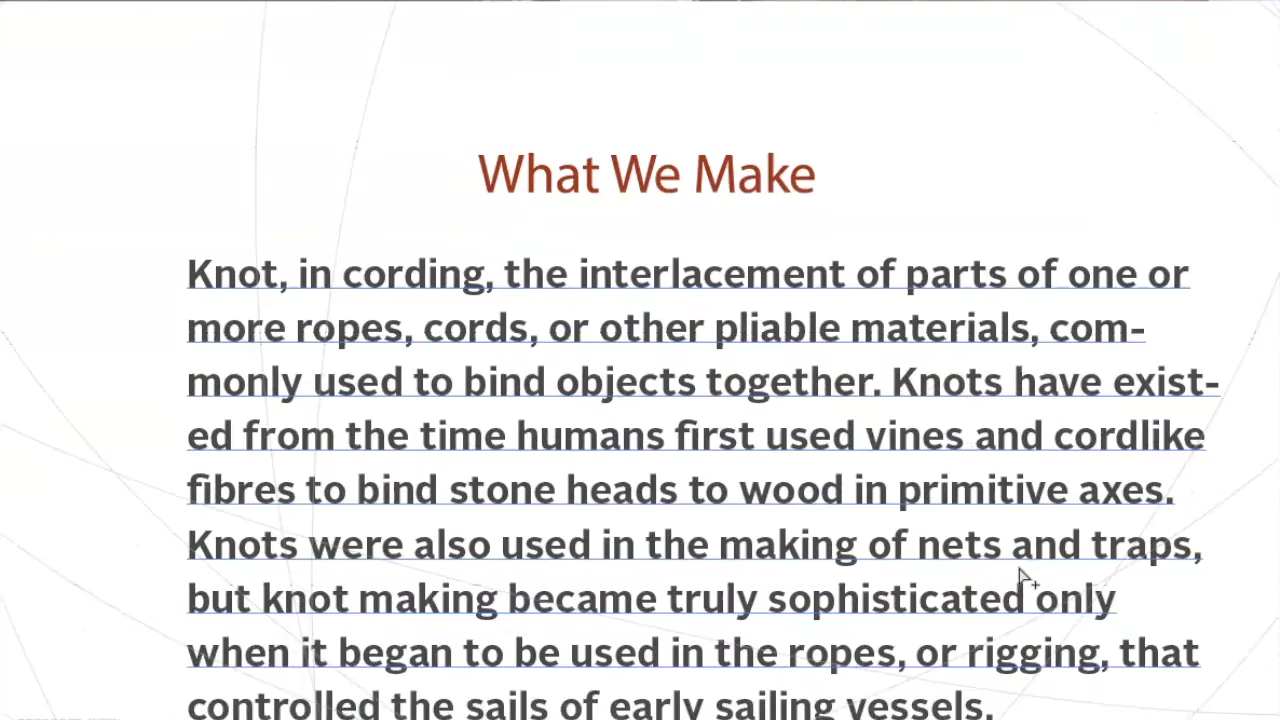 What We Make
Knot, in cording, the interlacement of parts of one or
more ropes, cords, or other pliable materials, com-
monly used to bind objects together. Knots have exist-
ed from the time humans first used vines and cordlike
fibres to bind stone heads to wood in primitive axes.
Knots were also used in the making of nets and traps,
but knot making became truly sophisticated only
when it began to be used in the ropes, or rigging, that
controlled the sails of early sailing vessels.